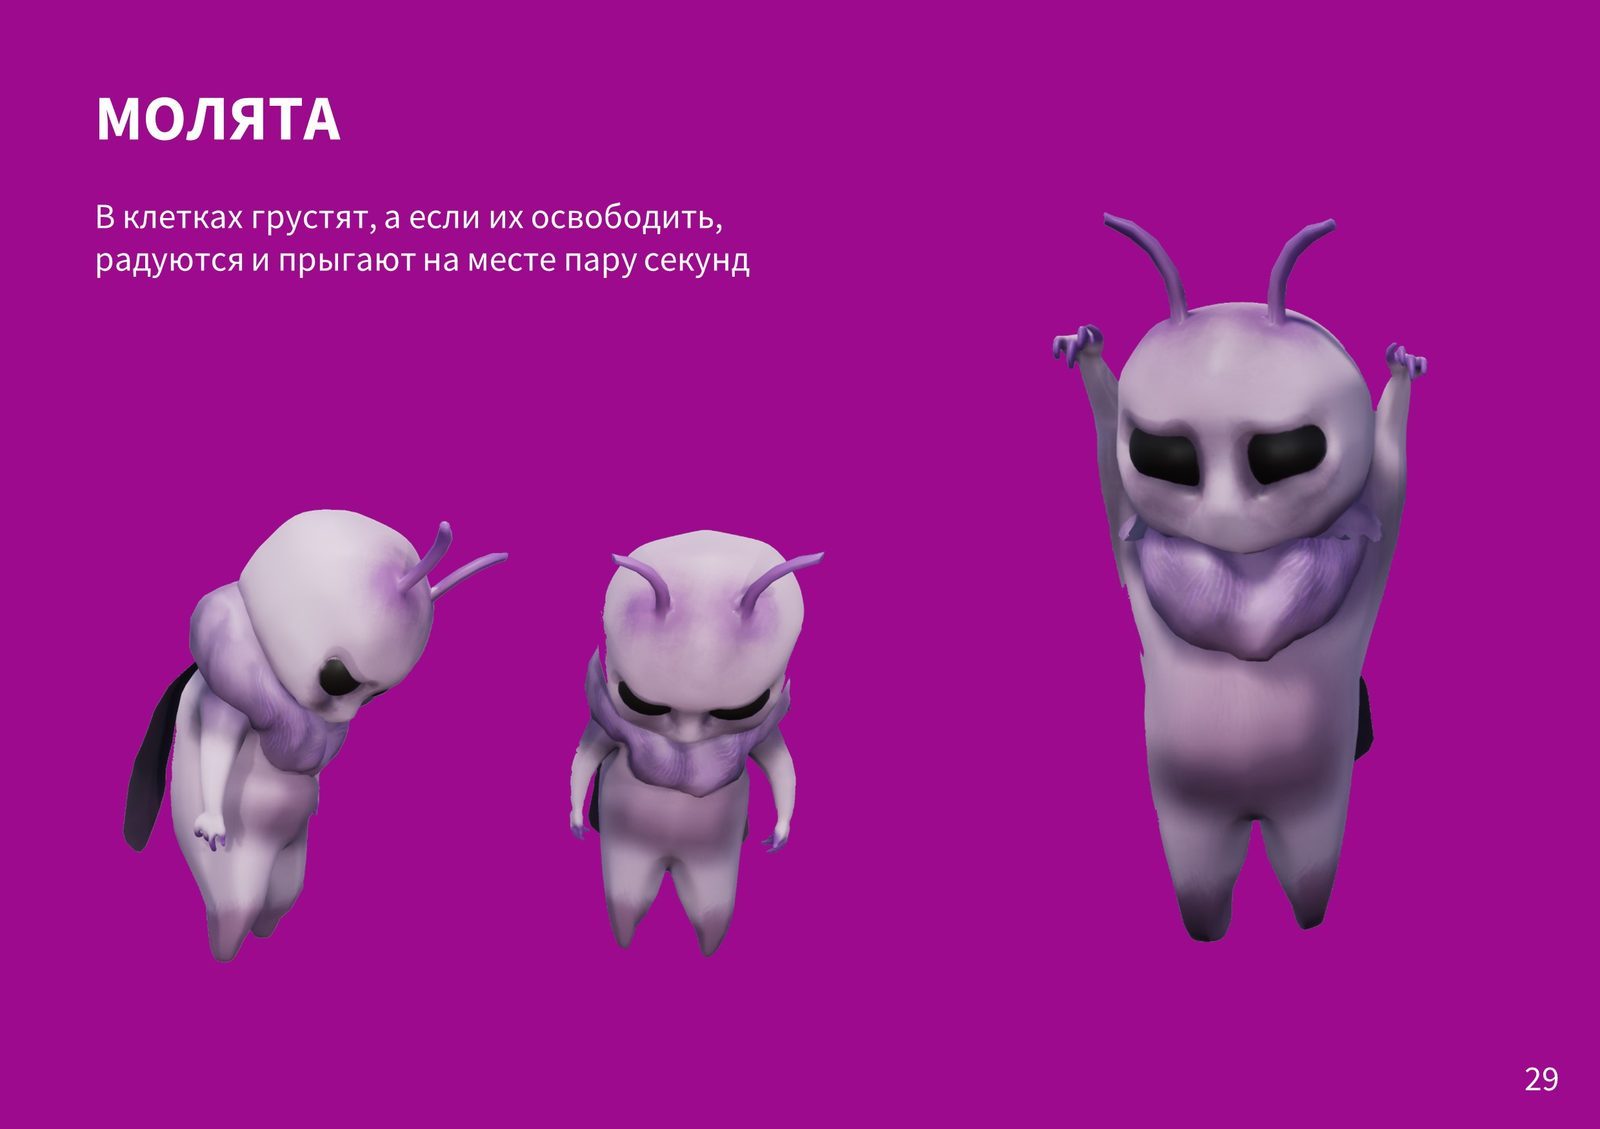 МОЛЯТА
В клетках грустят, а если их освободить,
радуются и прыгают на месте пару секунд
29